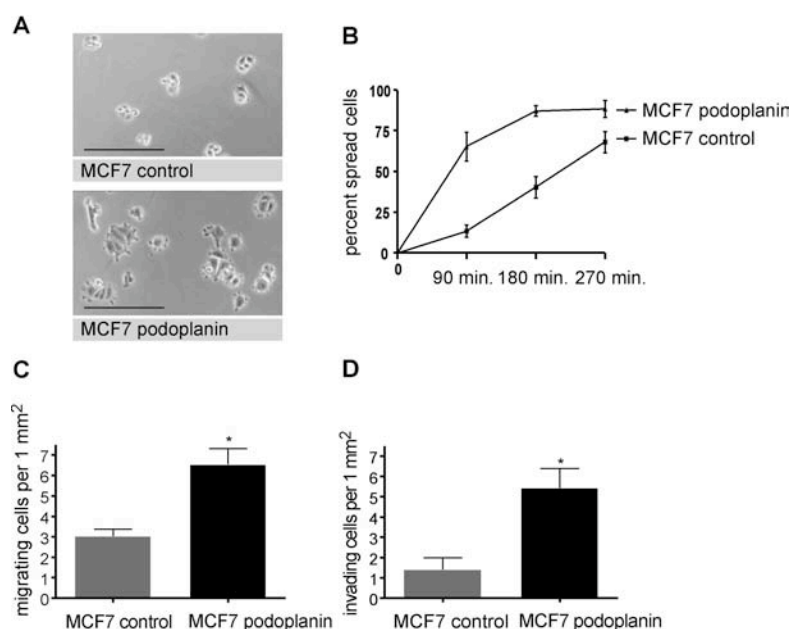 A
MCF7 control
MCF7 podoplanin
B
percent spread cells
100
75
50
25
0
0
90 min. 180 min. 270 min.
MCF7 podoplanin
MCF7 control
C
migrating cells per 1 mm²
7
6
5
4
3
2
1
0
*
MCF7 control MCF7 podoplanin
D
invading cells per 1 mm²
7
6
5
4
3
2
1
0
*
MCF7 control MCF7 podoplanin